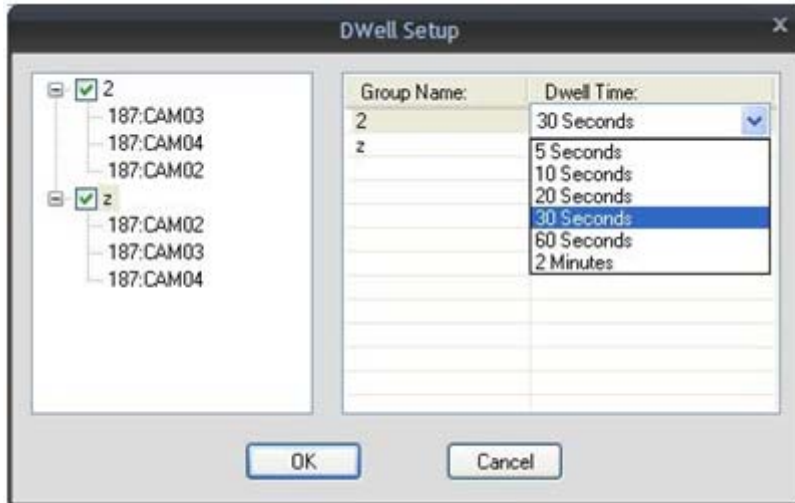 DWell Setup
x
2
187:CAM03
187:CAM04
187:CAM02
z
187:CAM02
187:CAM03
187:CAM04
Group Name: Dwell Time:
2 30 Seconds
z
5 Seconds
10 Seconds
20 Seconds
30 Seconds
60 Seconds
2 Minutes
OK Cancel